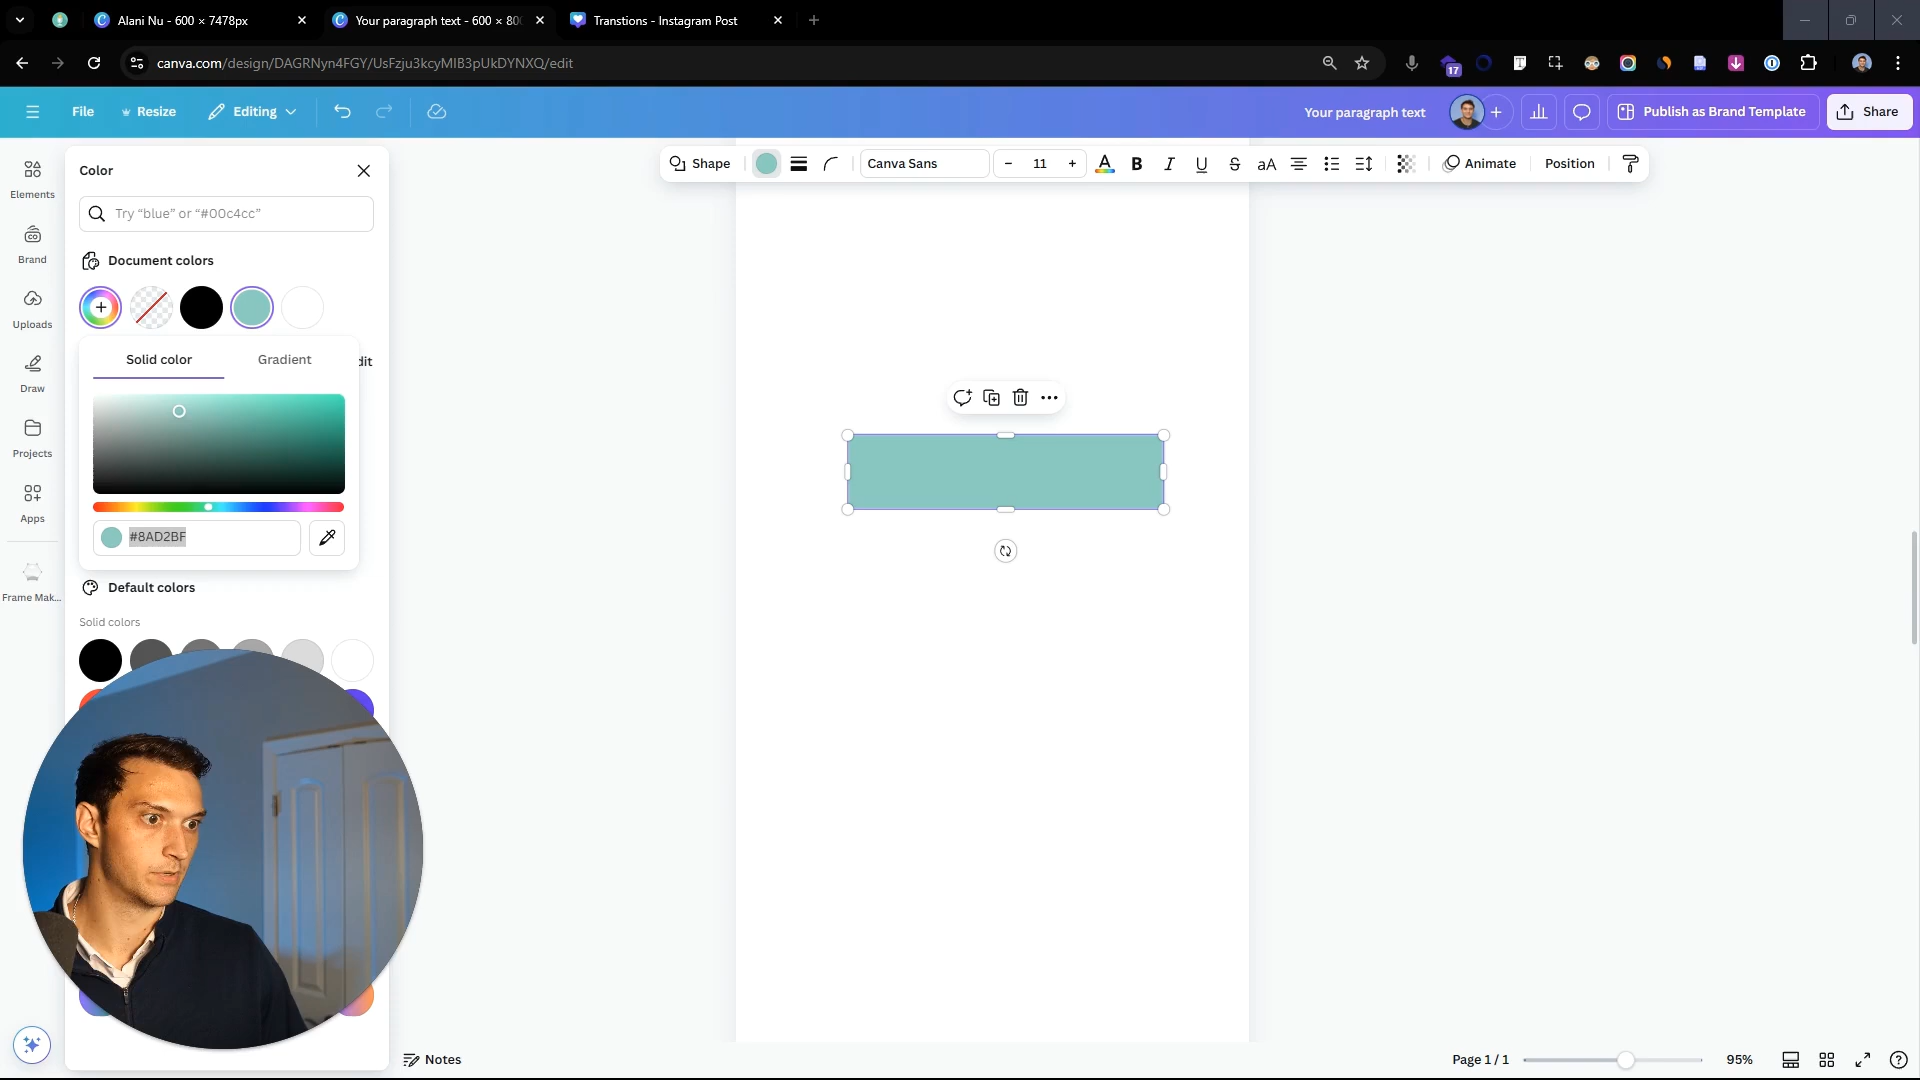 Alani Nu - 600 × 7478px
Your paragraph text - 600 × 80
Transtions - Instagram Post
canva.com/design/DAGRNyn4FGY/UsFzju3kcyMIB3pUkDYNXQ/edit
17
File
Resize
Editing
Your paragraph text
Publish as Brand Template
Share
Shape
Canva Sans
11
B
I
U
S
aA
Animate
Position
Elements
Brand
Uploads
Draw
Projects
Apps
Frame Mak...
Color
Try “blue” or “#00c4cc”
Document colors
dit
Solid color
Gradient
#8AD2BF
Default colors
Solid colors
Notes
Page 1 / 1
95%